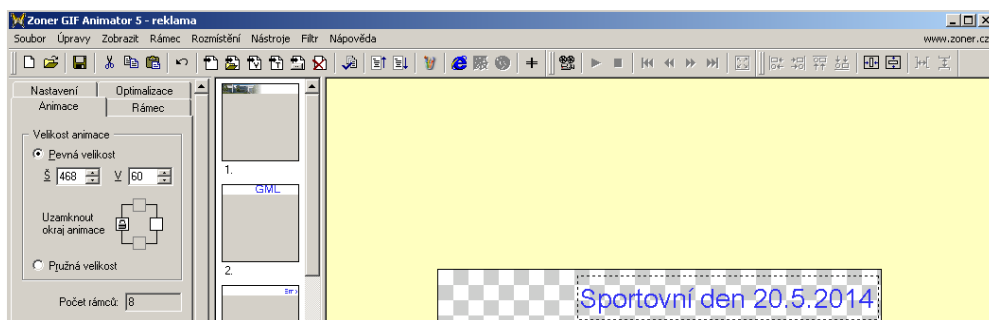 Zoner GIF Animator 5 - reklama
Soubor Úpravy Zobrazit Rámec Rozmístění Nástroje Filtr Nápověda
www.zoner.cz
Nastavení Optimalizace
Animace Rámec
Velikost animace
Pevná velikost
Š 468 V 60
Uzamknout
okraj animace
Pružná velikost
Počet rámců: 8
1.
GML
2.
Sportovní den 20.5.2014